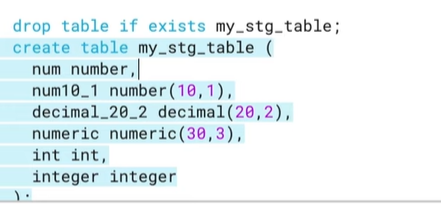 drop table if exists my_stg_table;
create table my_stg_table (
num number,
num10_1 number(10,1),
decimal_20_2 decimal(20,2),
numeric numeric(30,3),
int int,
integer integer
);